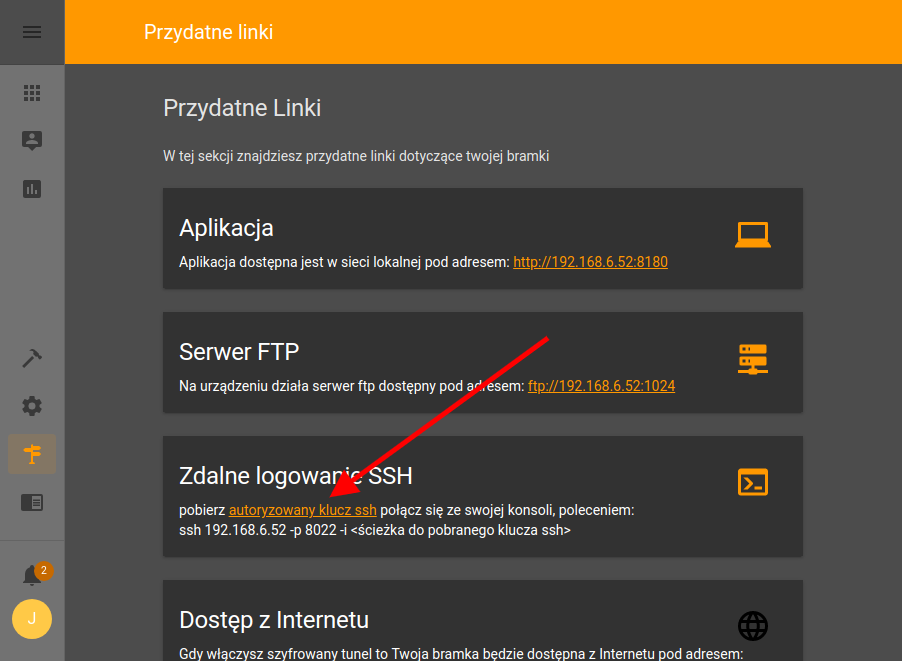 Przydatne linki
Przydatne Linki
W tej sekcji znajdziesz przydatne linki dotyczące twojej bramki
Aplikacja
Aplikacja dostępna jest w sieci lokalnej pod adresem: http://192.168.6.52:8180
Serwer FTP
Na urządzeniu działa serwer ftp dostępny pod adresem: ftp://192.168.6.52:1024
Zdalne logowanie SSH
pobierz autoryzowany klucz ssh połącz się ze swojej konsoli, poleceniem:
ssh 192.168.6.52 -p 8022 -i <ścieżka do pobranego klucza ssh>
2
J
Dostęp z Internetu
Gdy włączysz szyfrowany tunel to Twoja bramka będzie dostępna z Internetu pod adresem: